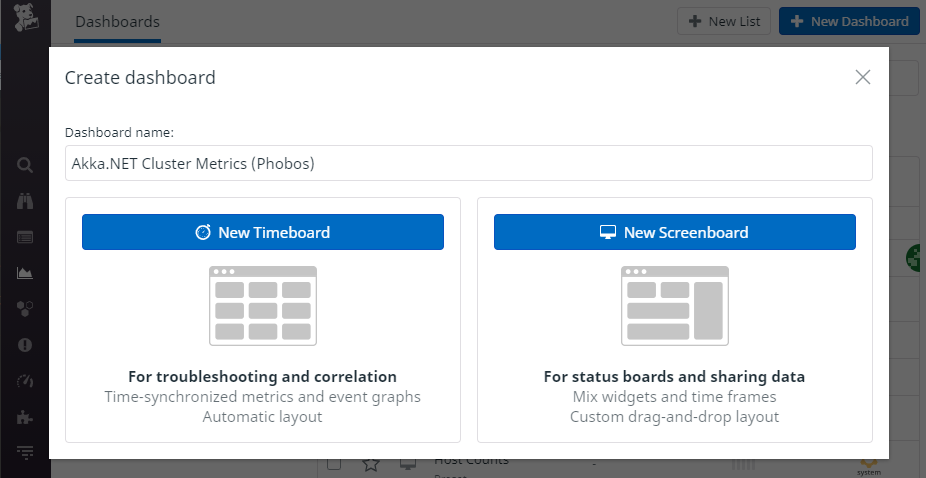 Dashboards
New List
New Dashboard
Create dashboard
Dashboard name:
Akka.NET Cluster Metrics (Phobos)
New Timeboard
New Screenboard
For troubleshooting and correlation
Time-synchronized metrics and event graphs
Automatic layout
For status boards and sharing data
Mix widgets and time frames
Custom drag-and-drop layout
Host Counts
-
system